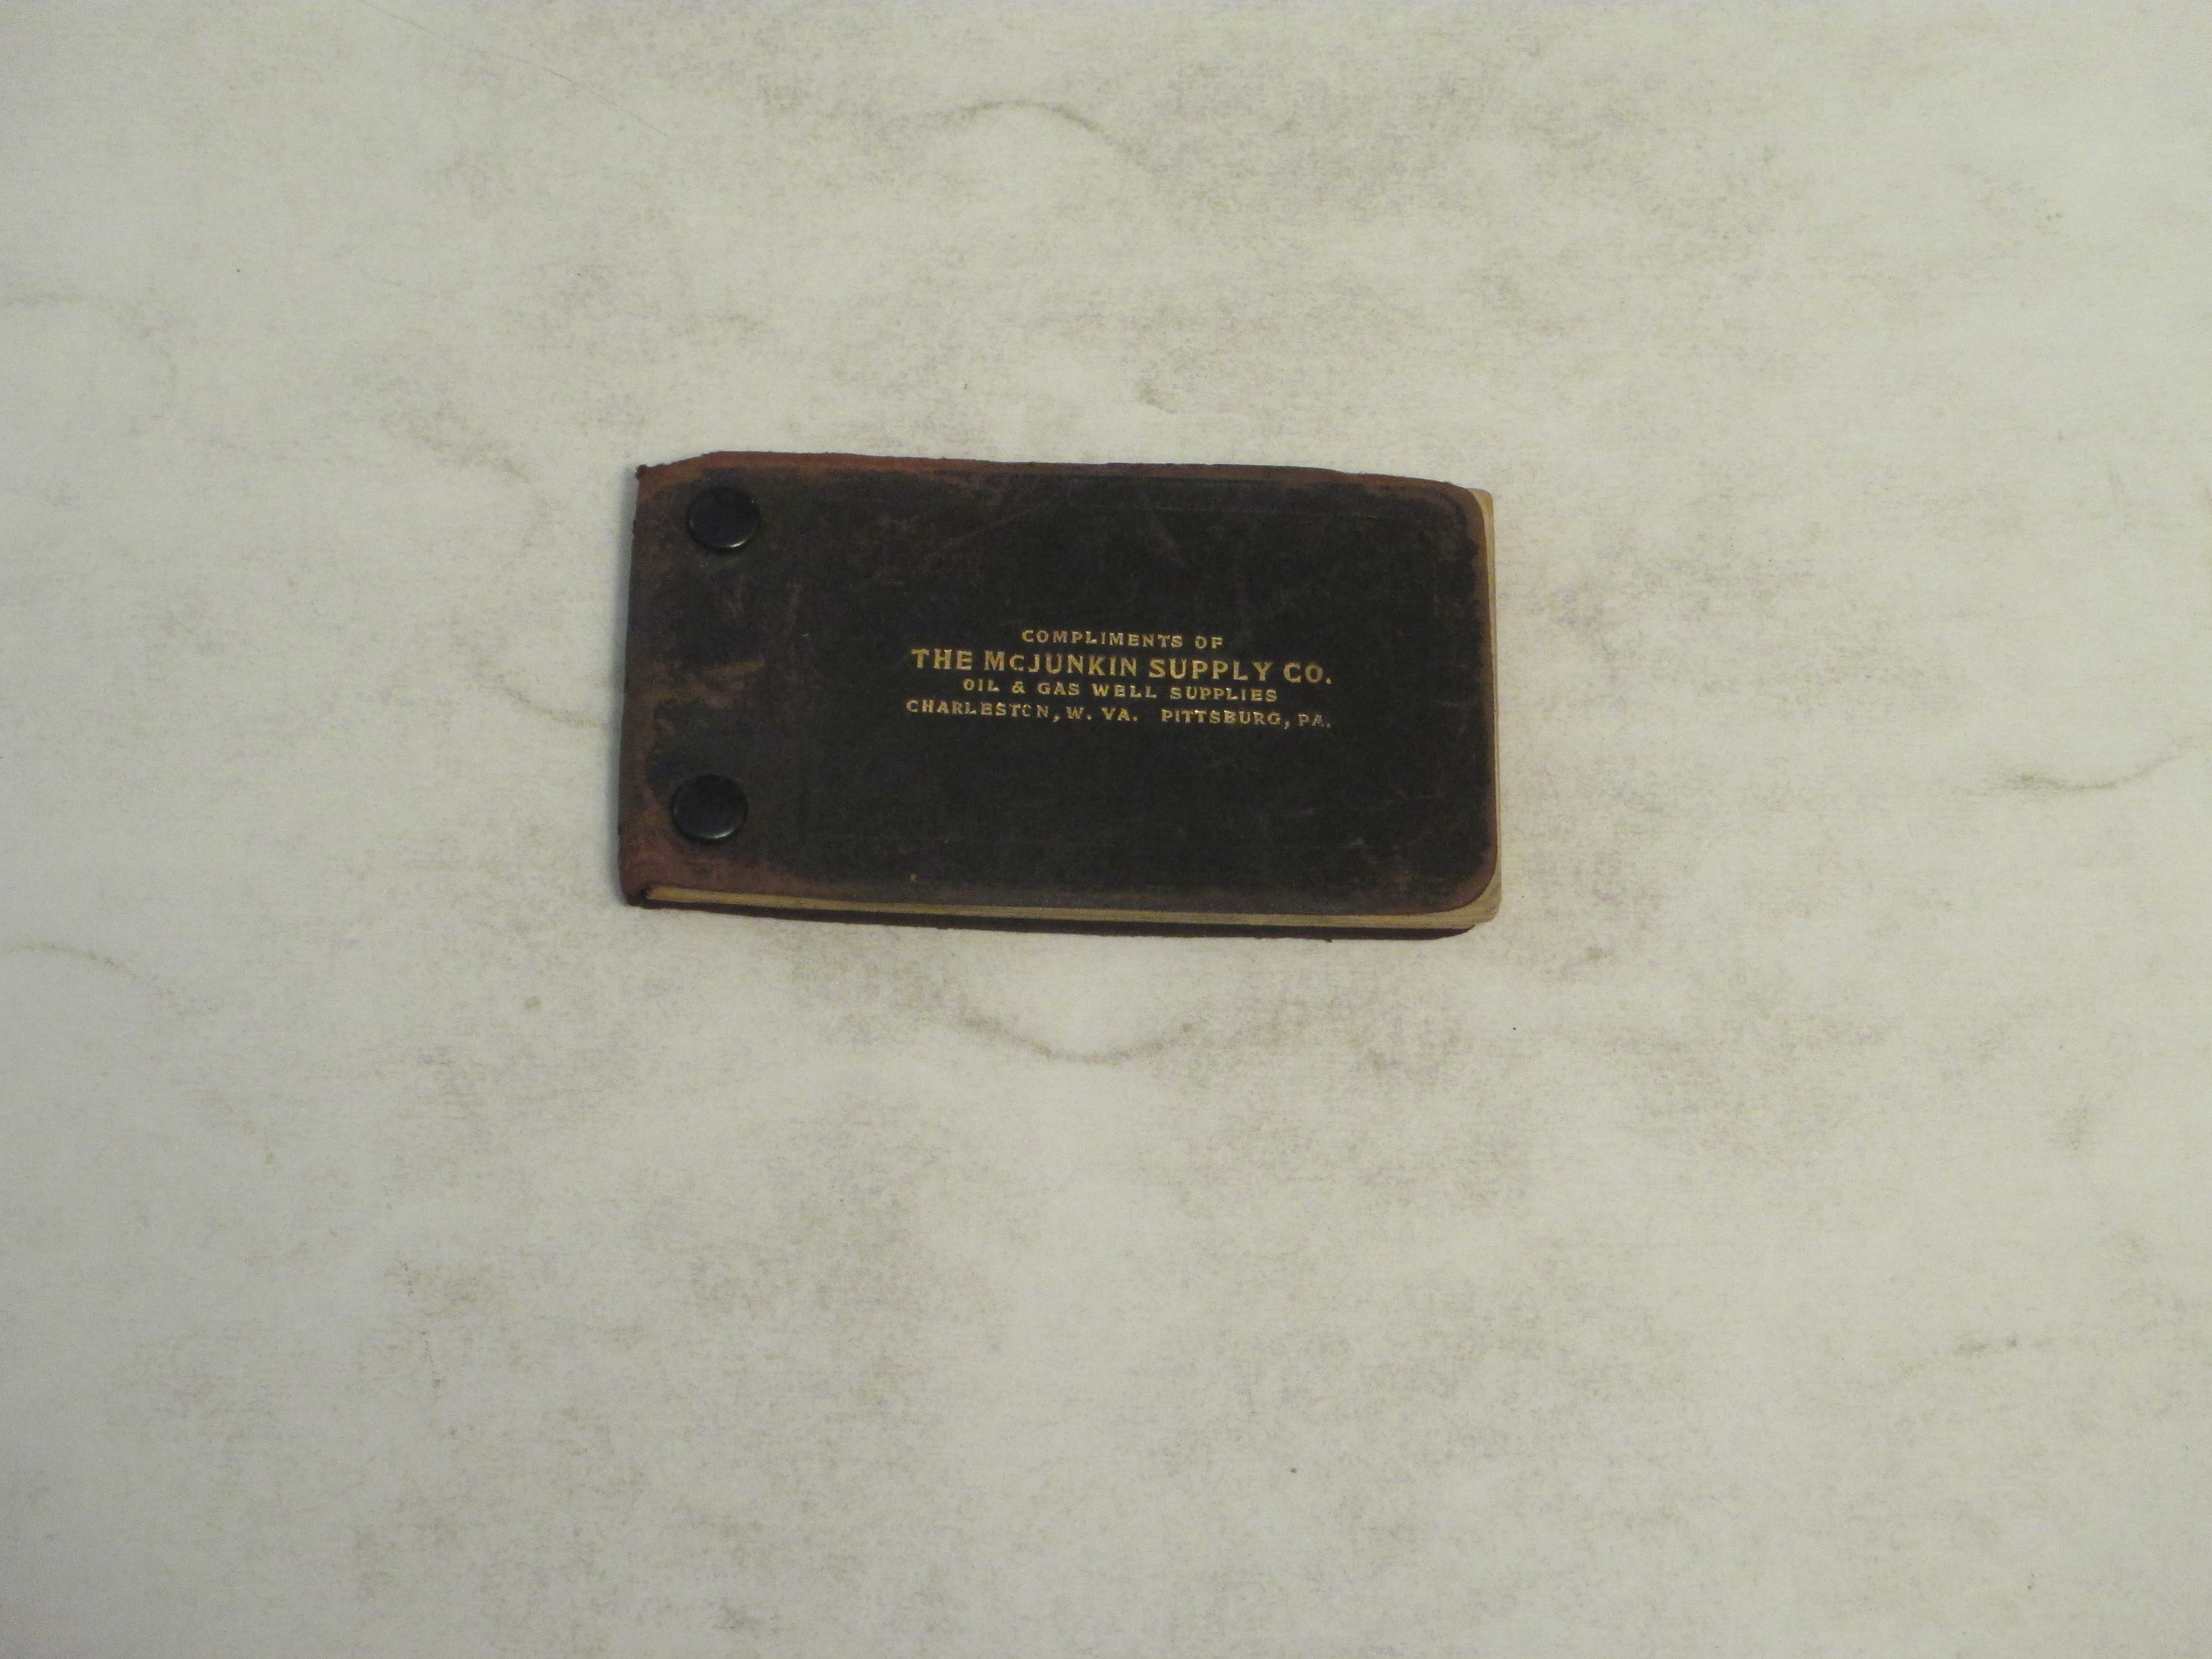 COMPLIMENTS OF
THE McJUNKIN SUPPLY CO.
OIL & GAS WELL SUPPLIES
CHARLESTON, W. VA. PITTSBURG, PA.